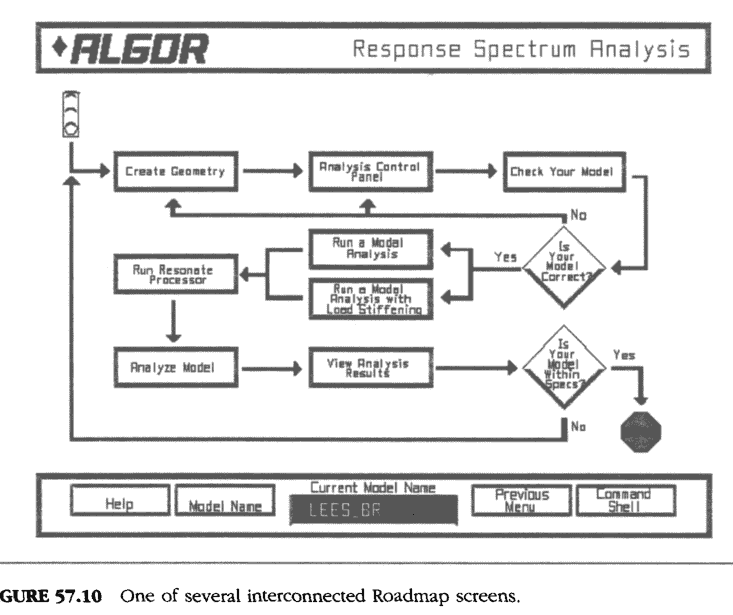 ALGOR
Response Spectrum Analysis
Create Geometry
Analysis Control
Panel
Check Your Model
No
Is
Your
Model
Correct?
Yes
Run a Modal
Analysis
Run a Modal
Analysis with
Load Stiffening
Run Resonate
Processor
Analyze Model
View Analysis
Results
Is
Your
Model
Within
Specs?
Yes
No
Help
Model Name
Current Model Name
LEES_BR
Previous
Menu
Command
Shell
GURE 57.10 One of several interconnected Roadmap screens.